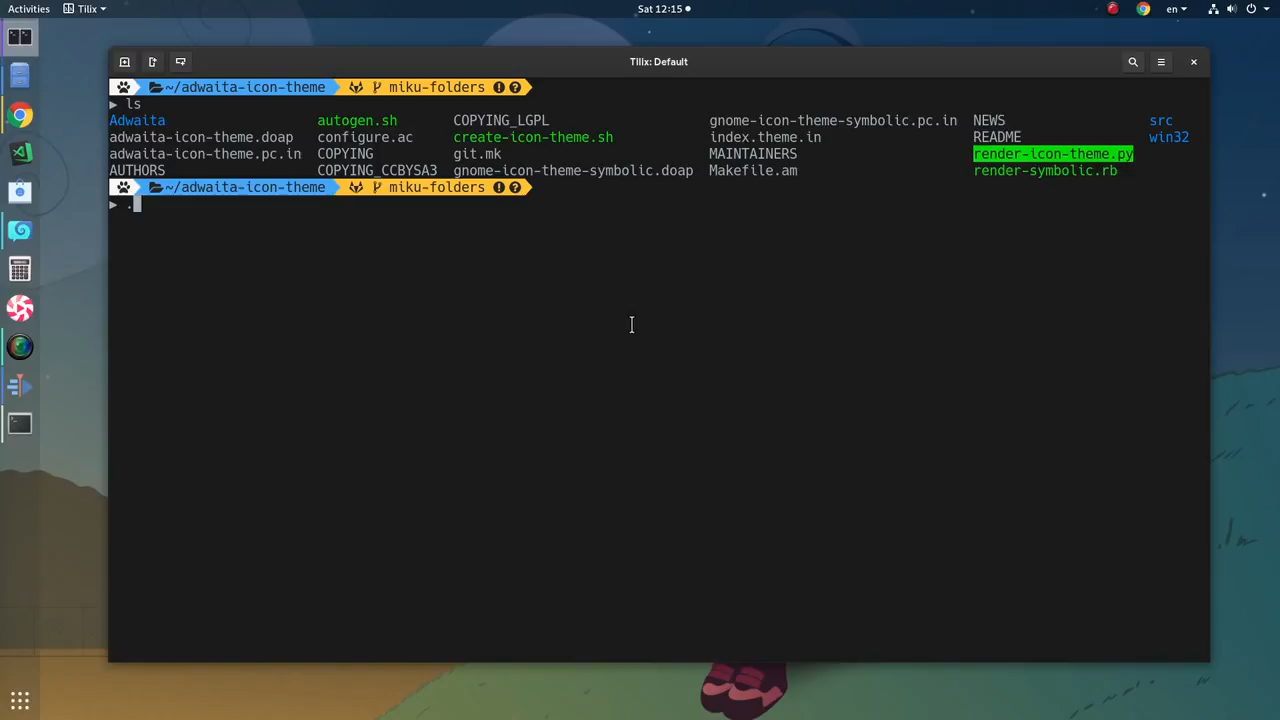 Activities Tilix Sat 12:15 en
Tilix: Default
~/adwaita-icon-theme miku-folders
ls
Adwaita autogen.sh COPYING_LGPL gnome-icon-theme-symbolic.pc.in NEWS src
adwaita-icon-theme.doap configure.ac create-icon-theme.sh index.theme.in README win32
adwaita-icon-theme.pc.in COPYING git.mk MAINTAINERS render-icon-theme.py
AUTHORS COPYING_CCBYSA3 gnome-icon-theme-symbolic.doap Makefile.am render-symbolic.rb
~/adwaita-icon-theme miku-folders
.